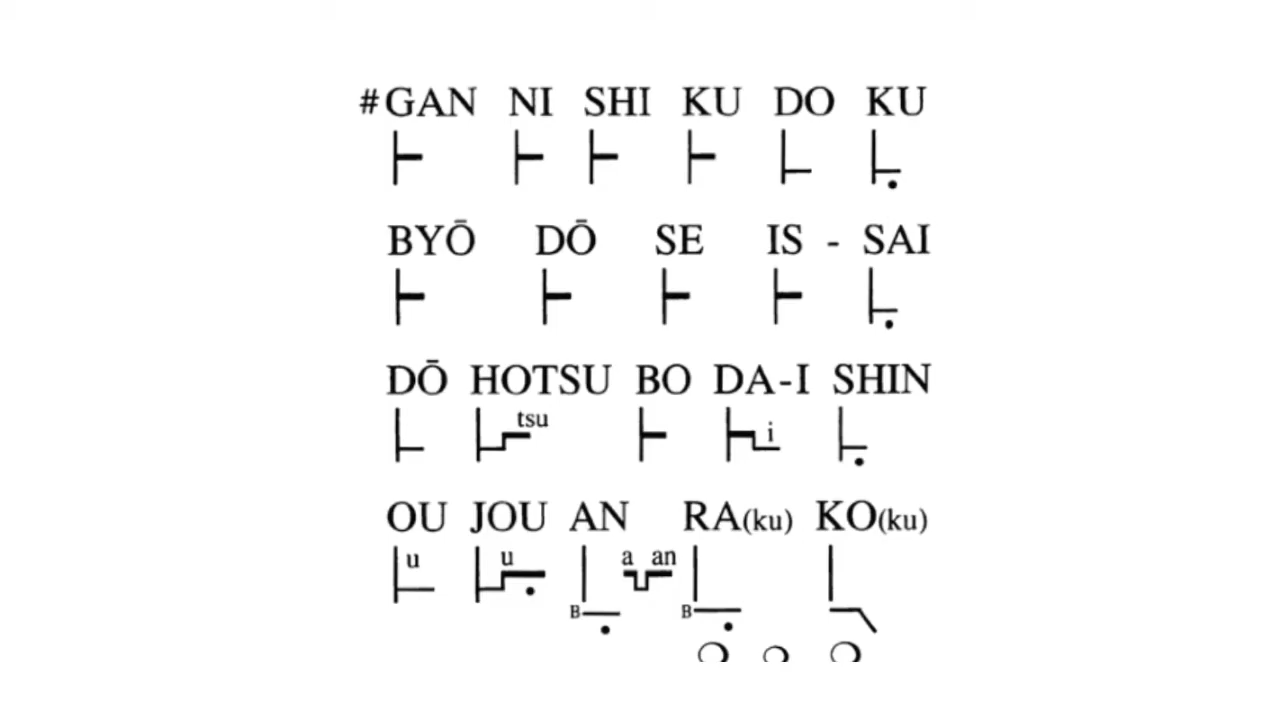 #GAN NI SHI KU DO KU
BYŌ DŌ SE IS - SAI
DŌ HOTSU BO DA-I SHIN
tsu i
OU JOU AN RA(ku) KO(ku)
u u a an
B B